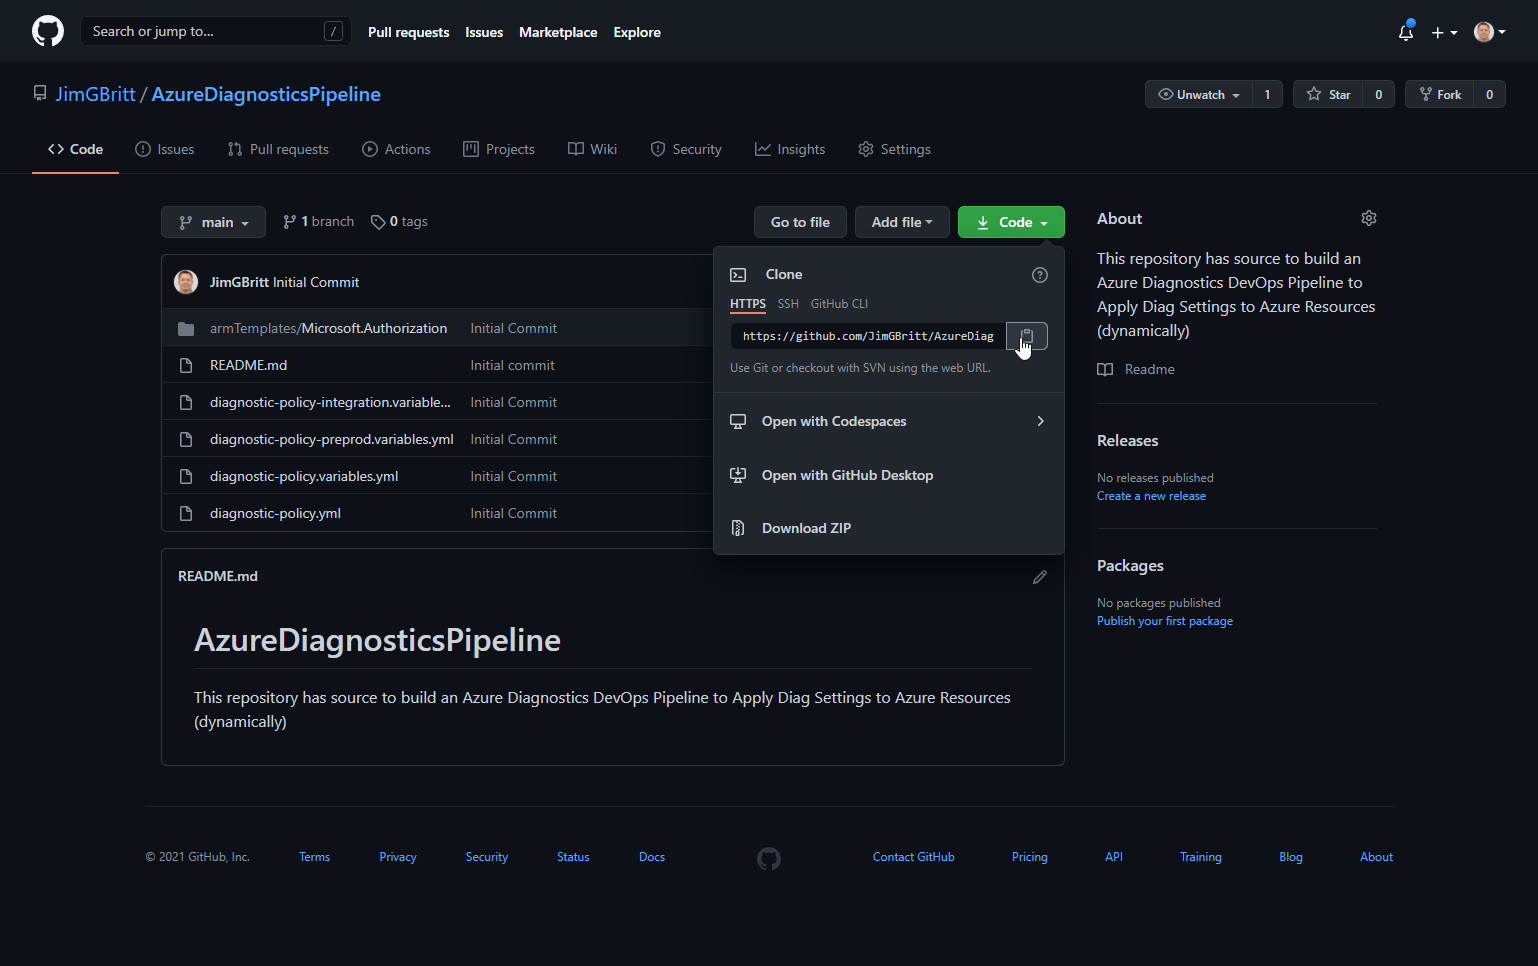 Search or jump to... / Pull requests Issues Marketplace Explore
JimGBritt / AzureDiagnosticsPipeline Unwatch 1 Star 0 Fork 0
Code Issues Pull requests Actions Projects Wiki Security Insights Settings
main 1 branch 0 tags Go to file Add file Code
JimGBritt Initial Commit
armTemplates/Microsoft.Authorization Initial Commit
README.md Initial commit
diagnostic-policy-integration.variable... Initial Commit
diagnostic-policy-preprod.variables.yml Initial Commit
diagnostic-policy.variables.yml Initial Commit
diagnostic-policy.yml Initial Commit
Clone
HTTPS SSH GitHub CLI
https://github.com/JimGBritt/AzureDiag
Use Git or checkout with SVN using the web URL.
Open with Codespaces
Open with GitHub Desktop
Download ZIP
README.md
AzureDiagnosticsPipeline
This repository has source to build an Azure Diagnostics DevOps Pipeline to Apply Diag Settings to Azure Resources
(dynamically)
About
This repository has source to build an
Azure Diagnostics DevOps Pipeline to
Apply Diag Settings to Azure Resources
(dynamically)
Readme
Releases
No releases published
Create a new release
Packages
No packages published
Publish your first package
© 2021 GitHub, Inc. Terms Privacy Security Status Docs Contact GitHub Pricing API Training Blog About